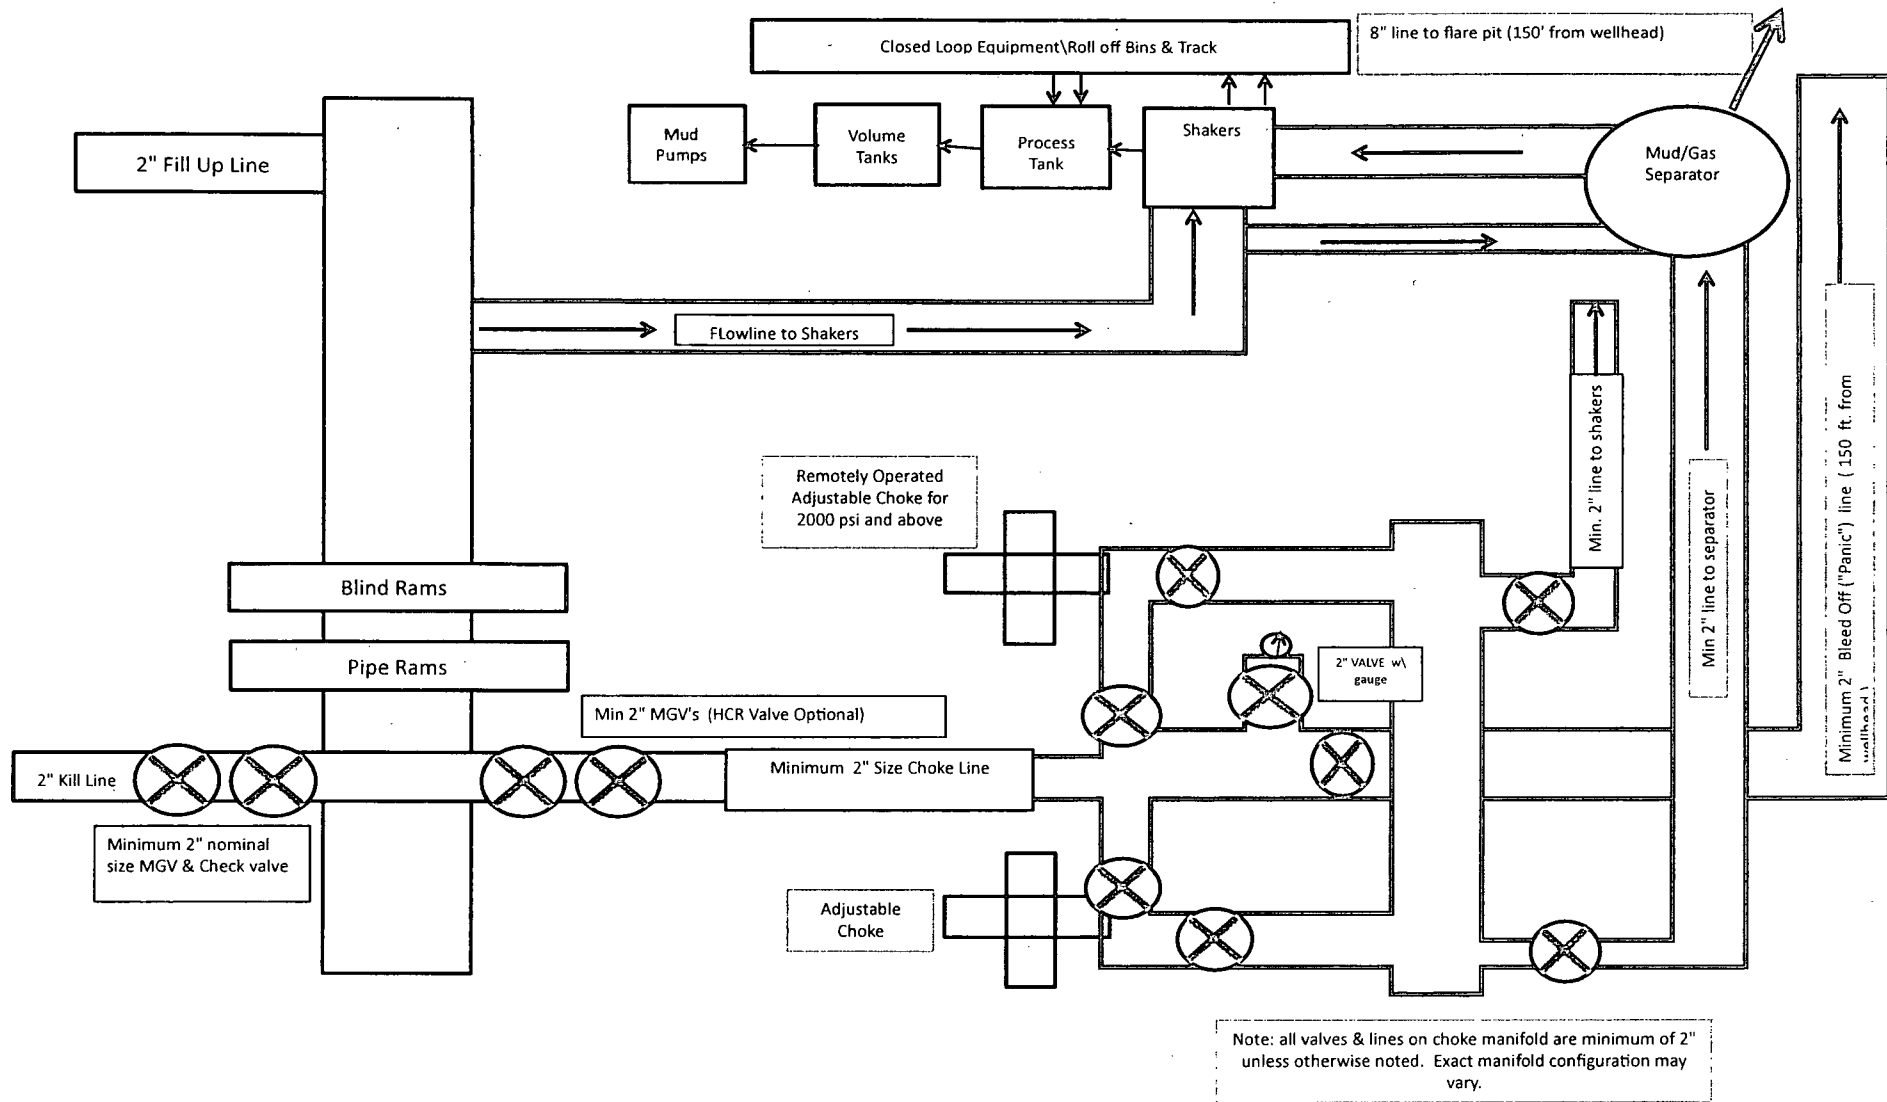 Closed Loop Equipment\Roll off Bins & Track
8" line to flare pit (150' from wellhead)
Mud
Pumps
Volume
Tanks
Process
Tank
Shakers
Mud/Gas
Separator
2" Fill Up Line
FLowline to Shakers
Remotely Operated
Adjustable Choke for
2000 psi and above
Min. 2" line to shakers
Min 2" line to separator
Minimum 2" Bleed Off ("Panic") line ( 150 ft. from
wellhead)
Blind Rams
Pipe Rams
2" VALVE w\
gauge
Min 2" MGV's (HCR Valve Optional)
2" Kill Line
Minimum 2" Size Choke Line
Minimum 2" nominal
size MGV & Check valve
Adjustable
Choke
Note: all valves & lines on choke manifold are minimum of 2"
unless otherwise noted. Exact manifold configuration may
vary.